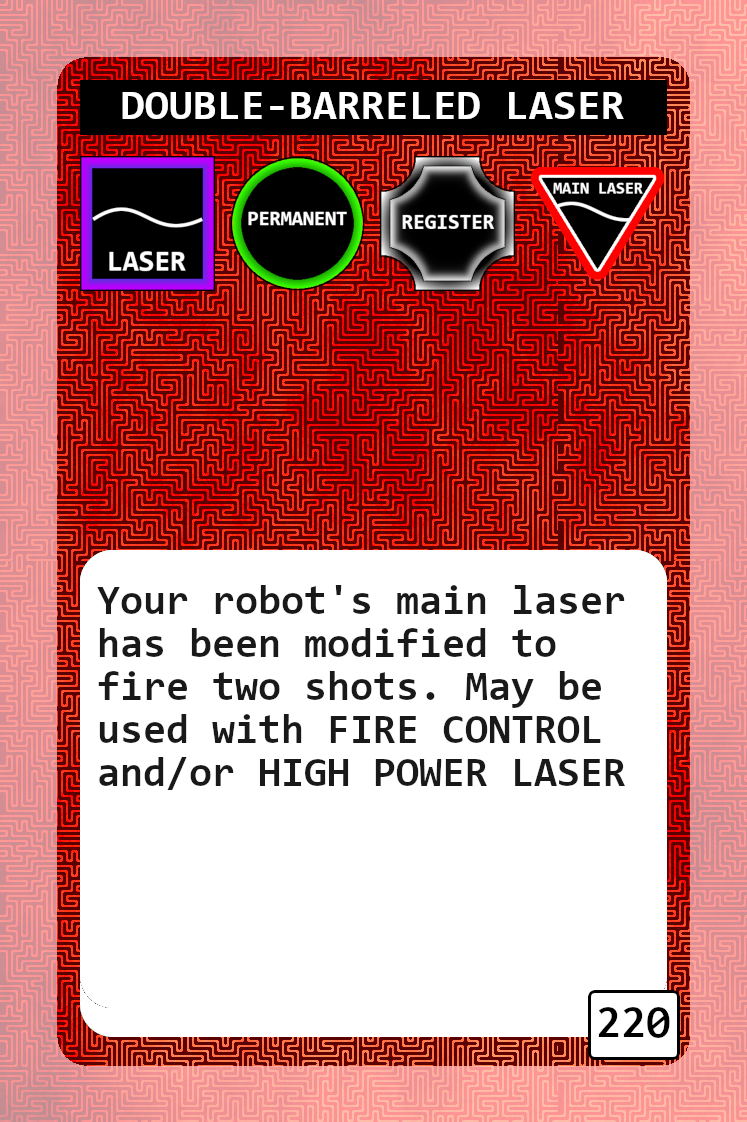 DOUBLE-BARRELED LASER
LASER
PERMANENT
REGISTER
MAIN LASER
Your robot's main laser
has been modified to
fire two shots. May be
used with FIRE CONTROL
and/or HIGH POWER LASER
220